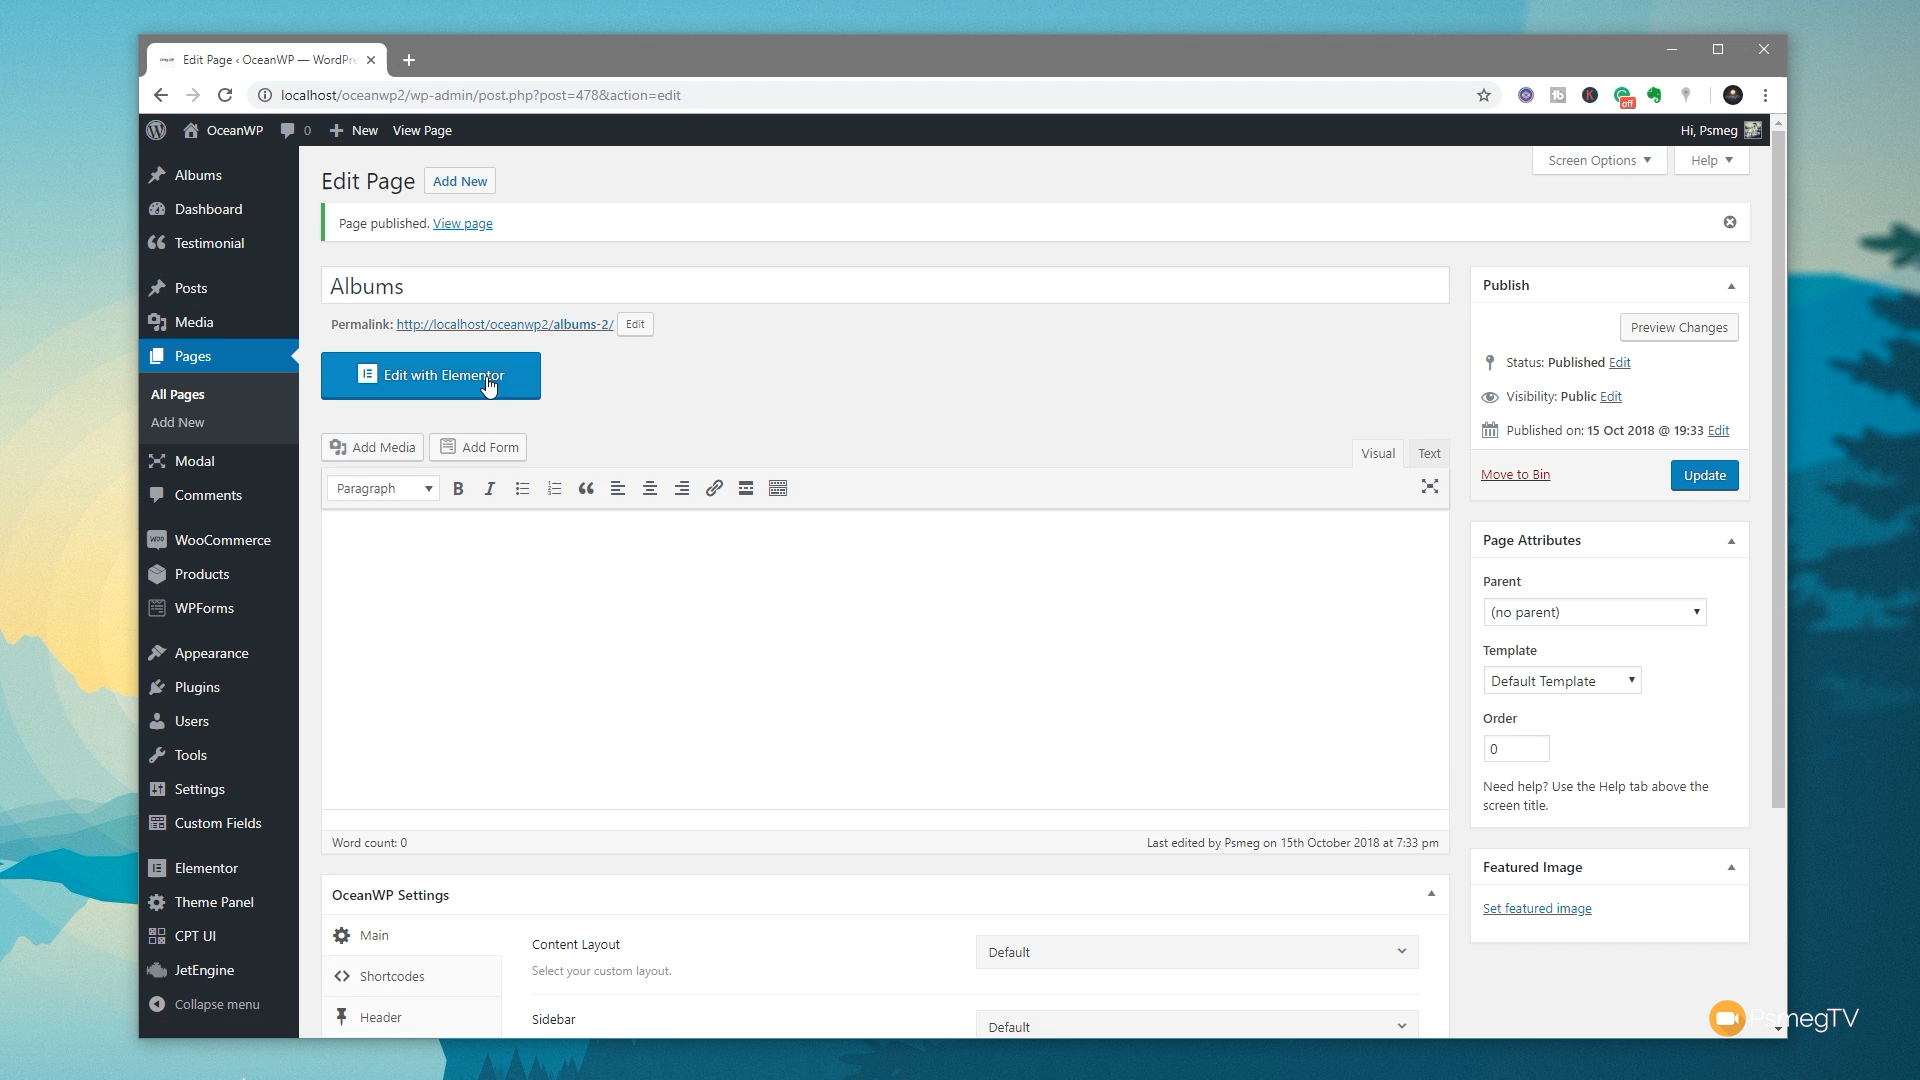 Edit Page ‹ OceanWP — WordPre
localhost/oceanwp2/wp-admin/post.php?post=478&action=edit
off
OceanWP 0 New View Page
Hi, Psmeg
Screen Options Help
Albums
Dashboard
Testimonial
Posts
Media
Pages
All Pages
Add New
Modal
Comments
WooCommerce
Products
WPForms
Appearance
Plugins
Users
Tools
Settings
Custom Fields
Elementor
Theme Panel
CPT UI
JetEngine
Collapse menu
Edit Page Add New
Page published. View page
Albums
Permalink: http://localhost/oceanwp2/albums-2/ Edit
Edit with Elementor
Add Media Add Form
Visual Text
Paragraph B I
Word count: 0
Last edited by Psmeg on 15th October 2018 at 7:33 pm
OceanWP Settings
Main
Shortcodes
Header
Content Layout
Select your custom layout.
Default
Sidebar
Default
Publish
Preview Changes
Status: Published Edit
Visibility: Public Edit
Published on: 15 Oct 2018 @ 19:33 Edit
Move to Bin Update
Page Attributes
Parent
(no parent)
Template
Default Template
Order
0
Need help? Use the Help tab above the
screen title.
Featured Image
Set featured image
PsmegTV